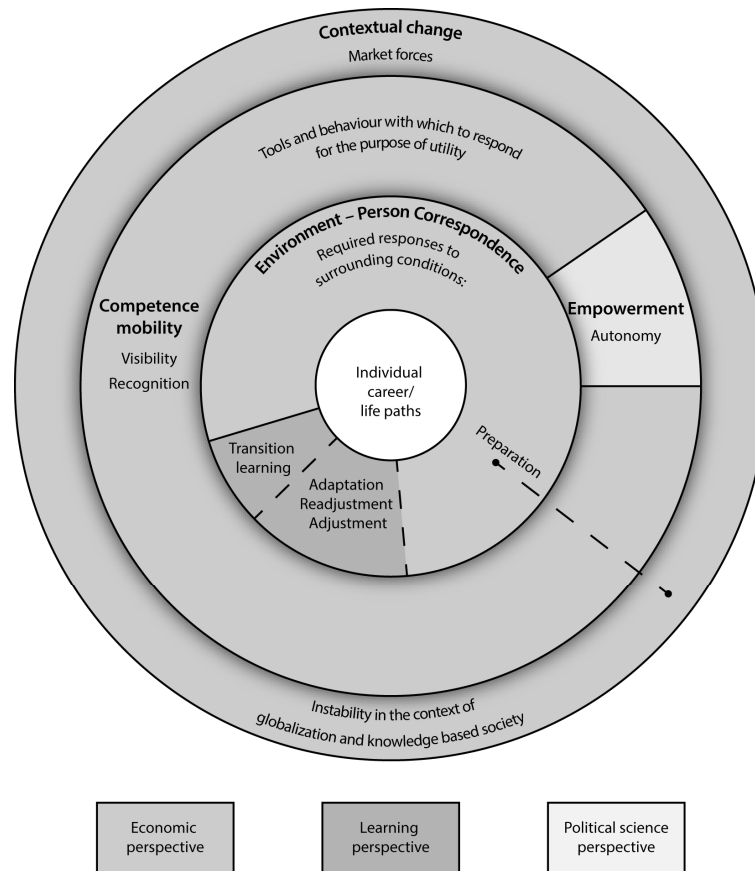 Contextual change
Market forces
Tools and behaviour with which to respond
for the purpose of utility
Environment – Person Correspondence
Required responses to
surrounding conditions:
Competence
mobility
Visibility
Recognition
Empowerment
Autonomy
Individual
career/
life paths
Preparation
Transition
learning
Adaptation
Readjustment
Adjustment
Instability in the context of
globalization and knowledge based society
Economic
perspective
Learning
perspective
Political science
perspective